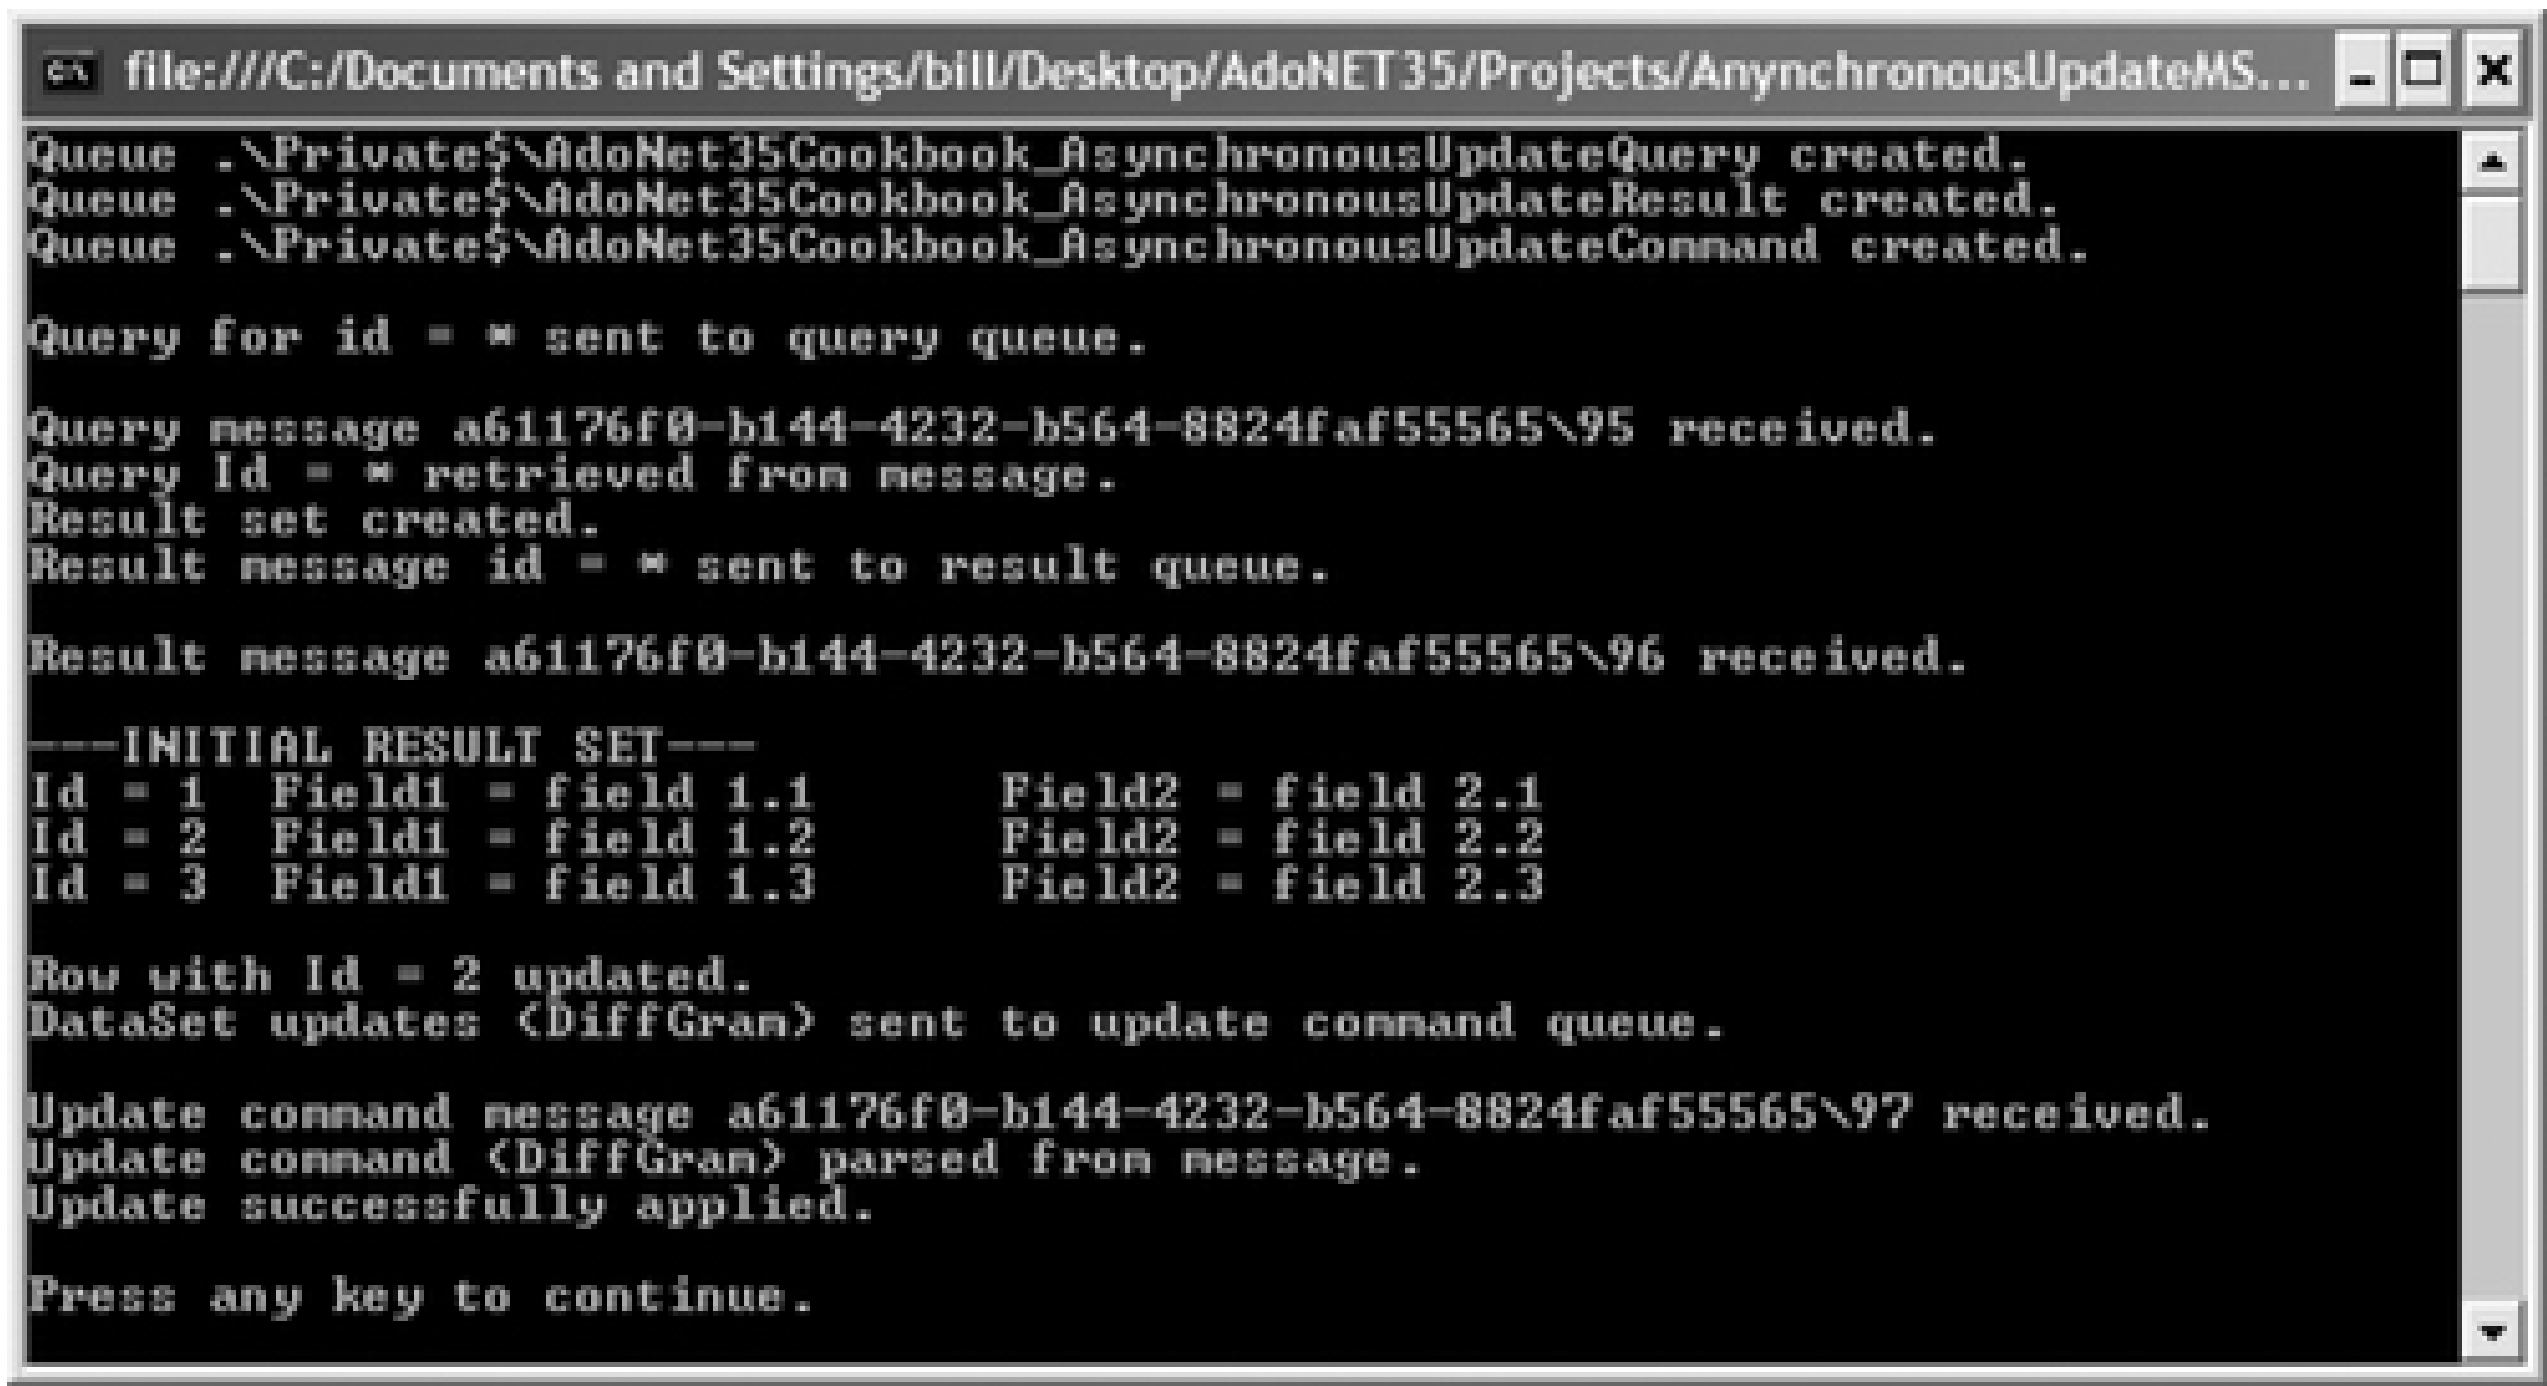 file:///C:/Documents and Settings/bill/Desktop/AdoNET35/Projects/AnynchronousUpdateMS...
Queue .\Private$\AdoNet35Cookbook_AsynchronousUpdateQuery created.
Queue .\Private$\AdoNet35Cookbook_AsynchronousUpdateResult created.
Queue .\Private$\AdoNet35Cookbook_AsynchronousUpdateCommand created.
Query for id = * sent to query queue.
Query message a61176f0-b144-4232-b564-8824faf55565\95 received.
Query Id = * retrieved from message.
Result set created.
Result message id = * sent to result queue.
Result message a61176f0-b144-4232-b564-8824faf55565\96 received.
---INITIAL RESULT SET---
Id = 1  Field1 = field 1.1      Field2 = field 2.1
Id = 2  Field1 = field 1.2      Field2 = field 2.2
Id = 3  Field1 = field 1.3      Field2 = field 2.3
Row with Id = 2 updated.
DataSet updates (DiffGram) sent to update command queue.
Update command message a61176f0-b144-4232-b564-8824faf55565\97 received.
Update command (DiffGram) parsed from message.
Update successfully applied.
Press any key to continue.